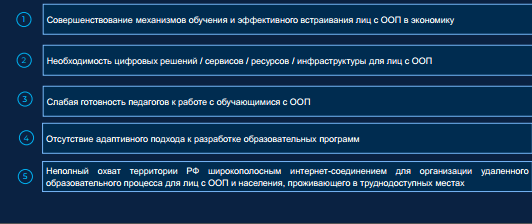 1 Совершенствование механизмов обучения и эффективного встраивания лиц с ООП в экономику
2 Необходимость цифровых решений / сервисов / ресурсов / инфраструктуры для лиц с ООП
3 Слабая готовность педагогов к работе с обучающимися с ООП
4 Отсутствие адаптивного подхода к разработке образовательных программ
5 Неполный охват территории РФ широкополосным интернет-соединением для организации удаленного
образовательного процесса для лиц с ООП и населения, проживающего в труднодоступных местах